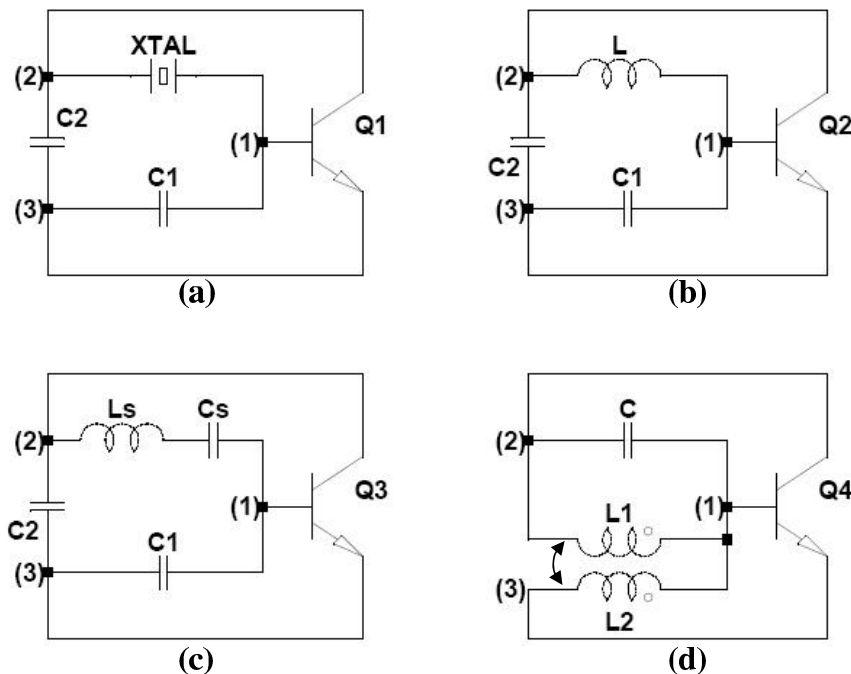 XTAL
(2)
C2
Q1
(1)
C1
(3)
(a)
L
(2)
Q2
(1)
C2
C1
(3)
(b)
Ls
Cs
(2)
Q3
(1)
C2
C1
(3)
(c)
C
(2)
Q4
(1)
L1
(3)
L2
(d)